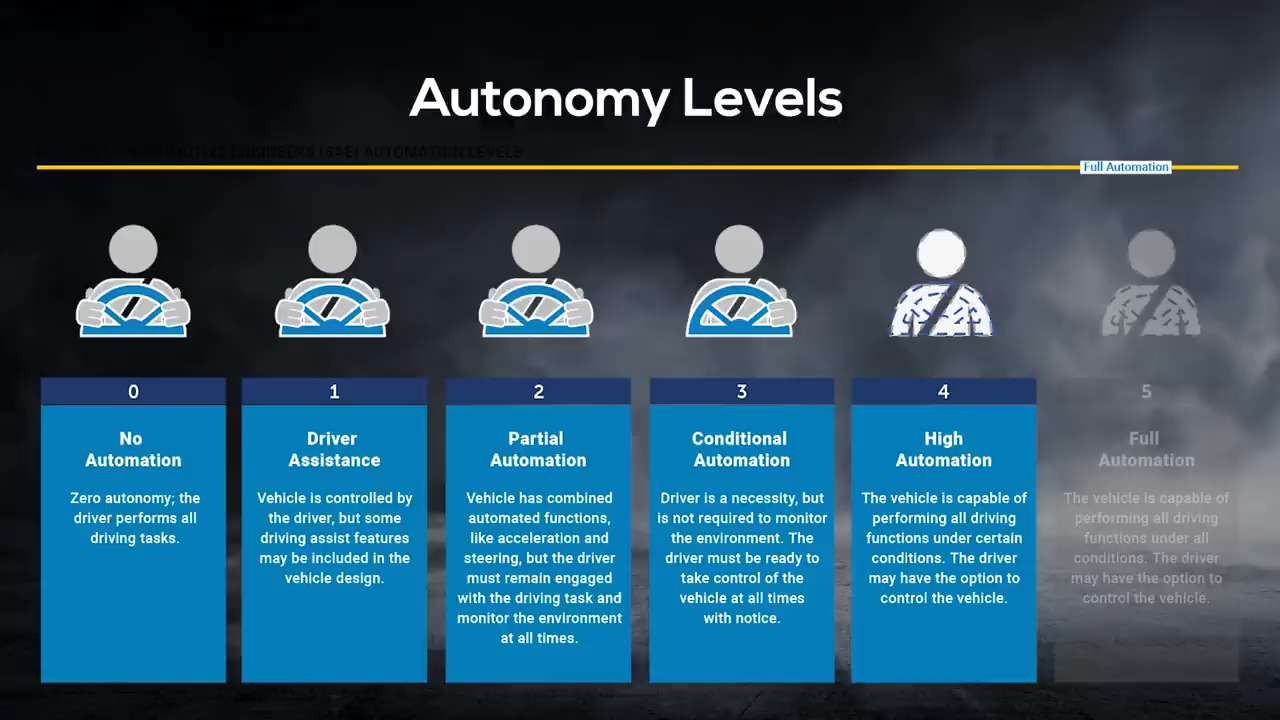 Autonomy Levels
AUTOMOTIVE ENGINEERS (SAE) AUTOMATION LEVELS
Full Automation
0
No
Automation
Zero autonomy; the
driver performs all
driving tasks.
1
Driver
Assistance
Vehicle is controlled by
the driver, but some
driving assist features
may be included in the
vehicle design.
2
Partial
Automation
Vehicle has combined
automated functions,
like acceleration and
steering, but the driver
must remain engaged
with the driving task and
monitor the environment
at all times.
3
Conditional
Automation
Driver is a necessity, but
is not required to monitor
the environment. The
driver must be ready to
take control of the
vehicle at all times
with notice.
4
High
Automation
The vehicle is capable of
performing all driving
functions under certain
conditions. The driver
may have the option to
control the vehicle.
5
Full
Automation
The vehicle is capable of
performing all driving
functions under all
conditions. The driver
may have the option to
control the vehicle.